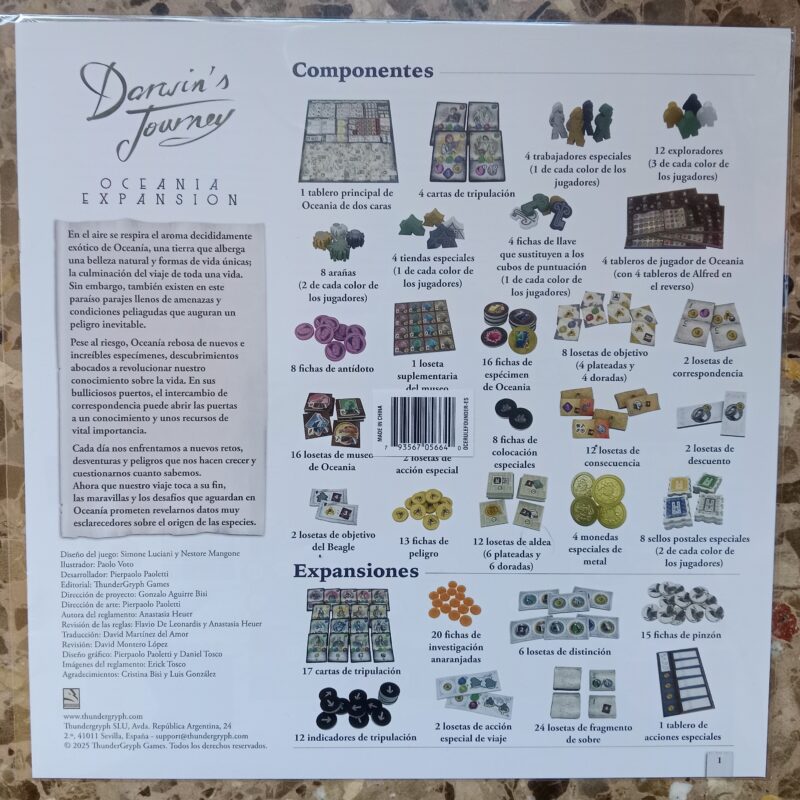 Darwin's
Journey
OCEANIA
EXPANSION
En el aire se respira el aroma decididamente
exótico de Oceanía, una tierra que alberga
una belleza natural y formas de vida únicas;
la culminación del viaje de toda una vida.
Sin embargo, también existen en este
paraíso parajes llenos de amenazas y
condiciones peliagudas que auguran un
peligro inevitable.
Pese al riesgo, Oceanía rebosa de nuevos e
increíbles especímenes, descubrimientos
abocados a revolucionar nuestro
conocimiento sobre la vida. En sus
bulliciosos puertos, el intercambio de
correspondencia puede abrir las puertas
a un conocimiento y unos recursos de
vital importancia.
Cada día nos enfrentamos a nuevos retos,
desventuras y peligros que nos hacen crecer y
cuestionarnos cuanto sabemos.
Ahora que nuestro viaje toca a su fin,
las maravillas y los desafíos que aguardan en
Oceanía prometen revelarnos datos muy
esclarecedores sobre el origen de las especies.
Diseño del juego: Simone Luciani y Nestore Mangone
Ilustrador: Paolo Voto
Desarrollador: Pierpaolo Paoletti
Editorial: ThunderGryph Games
Dirección de proyecto: Gonzalo Aguirre Bisi
Dirección de arte: Pierpaolo Paoletti
Autora del reglamento: Anastasia Heuer
Revisión de las reglas: Flavio De Leonardis y Anastasia Heuer
Traducción: David Martínez del Amor
Revisión: David Montero López
Diseño gráfico: Pierpaolo Paoletti y Daniel Tosco
Imágenes del reglamento: Erick Tosco
Agradecimientos: Cristina Bisi y Luis González
www.thundergryph.com
Thundergryph SLU, Avda. República Argentina, 24
2.º, 41011 Sevilla, España - support@thundergryph.com
© 2025 ThunderGryph Games. Todos los derechos reservados.
Componentes
1 tablero principal de
Oceania de dos caras
4 cartas de tripulación
4 trabajadores especiales
(1 de cada color de los
jugadores)
12 exploradores
(3 de cada color de
jugadores)
8 arañas
(2 de cada color de
los jugadores)
4 tiendas especiales
(1 de cada color de
los jugadores)
4 fichas de llave
que sustituyen a los
cubos de puntuación
(1 de cada color de
los jugadores)
4 tableros de jugador de Oceania
(con 4 tableros de Alfred en
el reverso)
8 fichas de antídoto
1 loseta
suplementaria
del museo
16 fichas de
espécimen
de Oceania
8 losetas de objetivo
(4 plateadas y
4 doradas)
2 losetas de
correspondencia
16 losetas de museo
de Oceania
MADE IN CHINA
7 93567 05664 0
OCERULEFOUNDER-ES
2 losetas de
acción especial
8 fichas de
colocación
especiales
12 losetas de
consecuencia
2 losetas de
descuento
2 losetas de objetivo
del Beagle
13 fichas de
peligro
12 losetas de aldea
(6 plateadas y
6 doradas)
4 monedas
especiales de
metal
8 sellos postales especiales
(2 de cada color de
los jugadores)
Expansiones
17 cartas de tripulación
20 fichas de
investigación
anaranjadas
6 losetas de distinción
15 fichas de pinzón
12 indicadores de tripulación
2 losetas de acción
especial de viaje
24 losetas de fragmento
de sobre
1 tablero de
acciones especiales
1